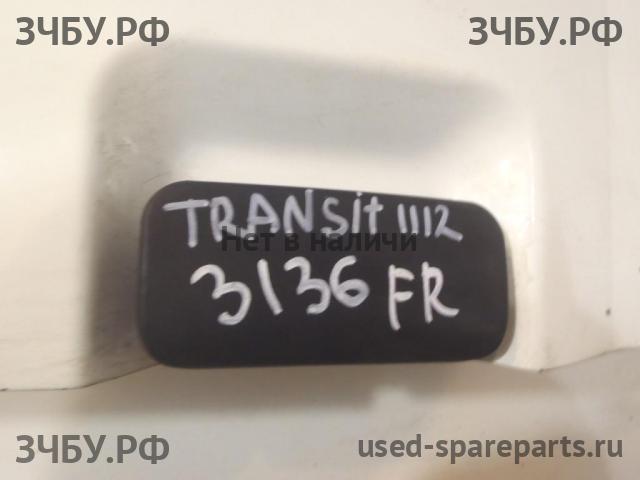 ЗЧБУ.РФ ЗЧБУ.РФ
TRANSit 1112
Нет в наличи
3136 FR
ЗЧБУ.РФ used-spareparts.ru